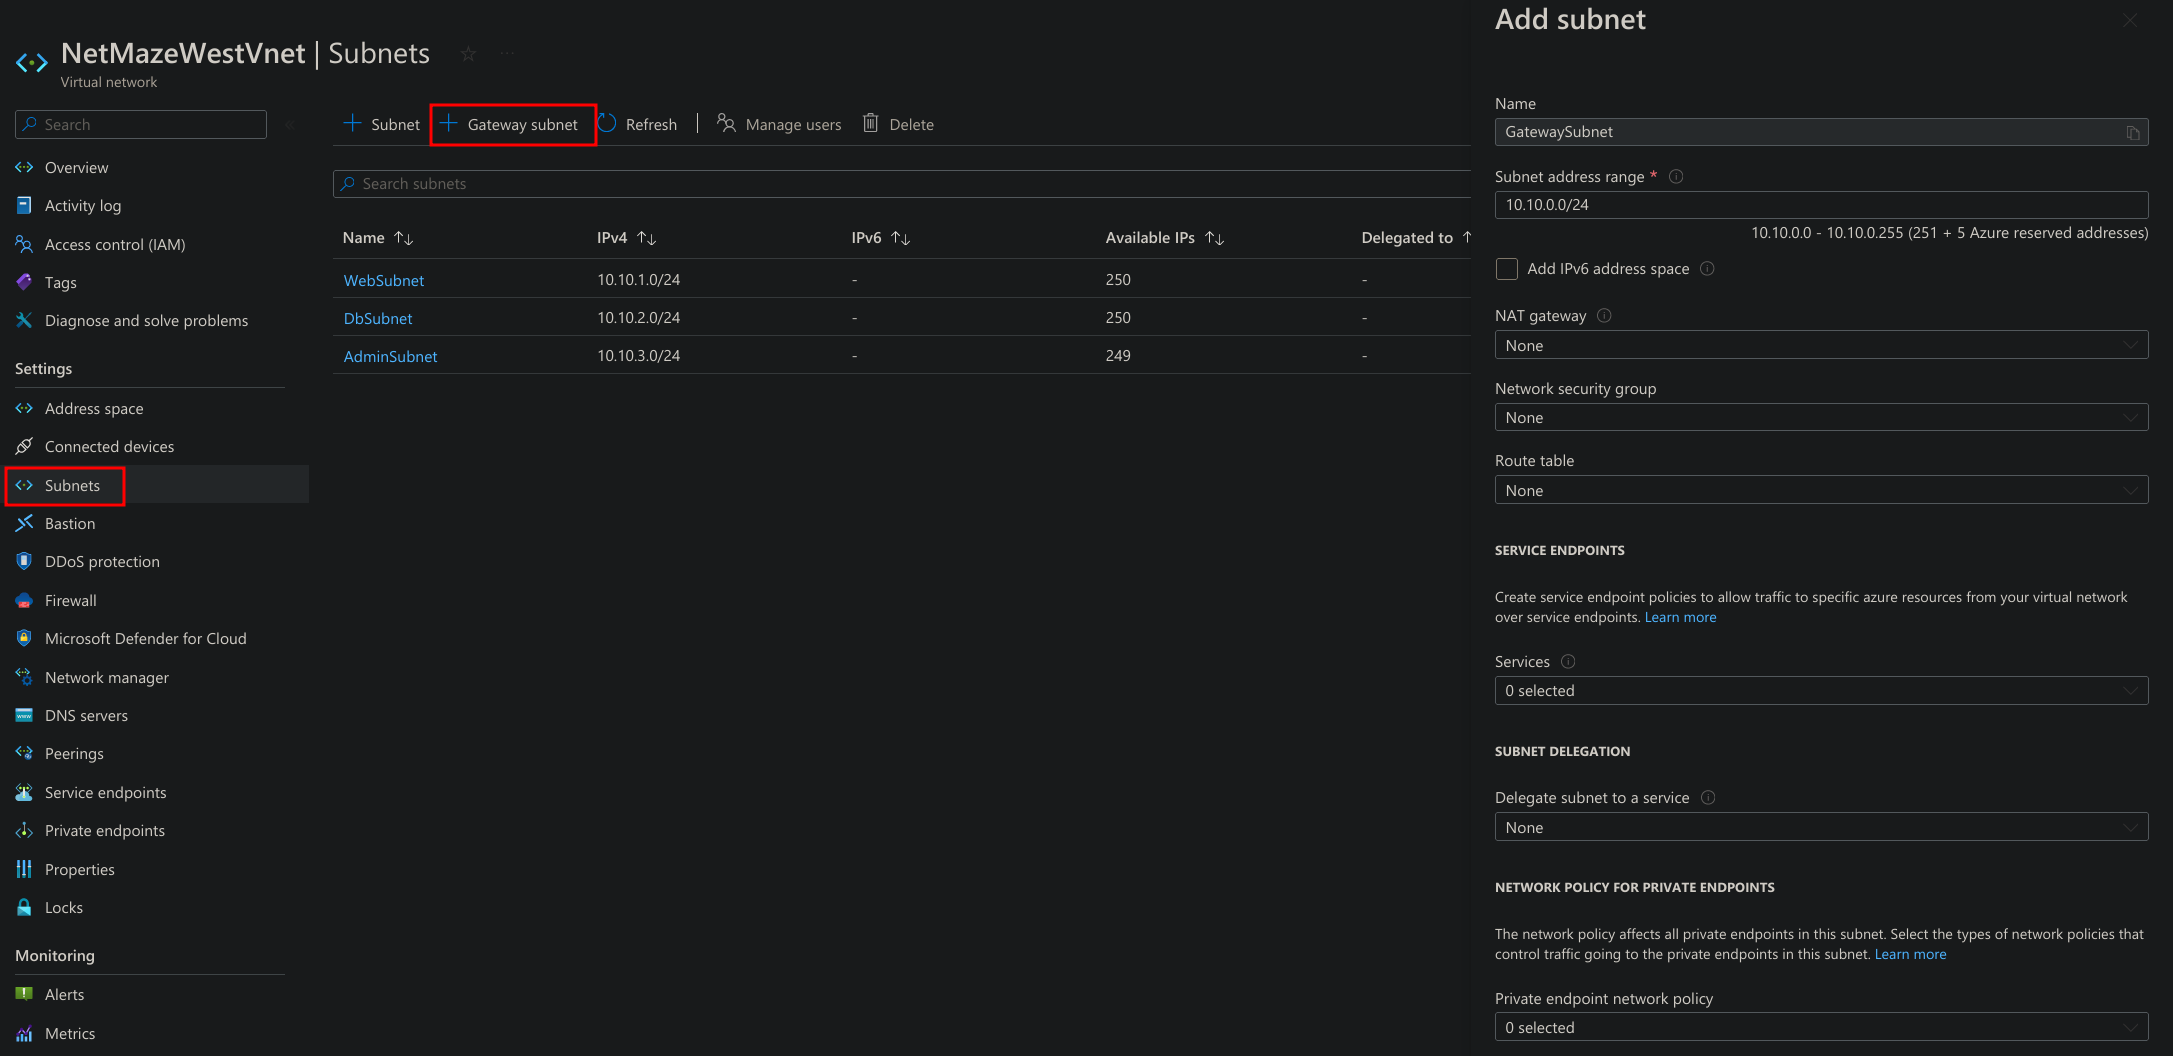 NetMazeWestVnet | Subnets
Virtual network
Search
Overview
Activity log
Access control (IAM)
Tags
Diagnose and solve problems
Settings
Address space
Connected devices
Subnets
Bastion
DDoS protection
Firewall
Microsoft Defender for Cloud
Network manager
DNS servers
Peerings
Service endpoints
Private endpoints
Properties
Locks
Monitoring
Alerts
Metrics
Subnet Gateway subnet Refresh | Manage users Delete
Search subnets
Name IPv4 IPv6 Available IPs Delegated to
WebSubnet 10.10.1.0/24 - 250 -
DbSubnet 10.10.2.0/24 - 250 -
AdminSubnet 10.10.3.0/24 - 249 -
Add subnet
Name
GatewaySubnet
Subnet address range *
10.10.0.0/24
10.10.0.0 - 10.10.0.255 (251 + 5 Azure reserved addresses)
Add IPv6 address space
NAT gateway
None
Network security group
None
Route table
None
SERVICE ENDPOINTS
Create service endpoint policies to allow traffic to specific azure resources from your virtual network
over service endpoints. Learn more
Services
0 selected
SUBNET DELEGATION
Delegate subnet to a service
None
NETWORK POLICY FOR PRIVATE ENDPOINTS
The network policy affects all private endpoints in this subnet. Select the types of network policies that
control traffic going to the private endpoints in this subnet. Learn more
Private endpoint network policy
0 selected